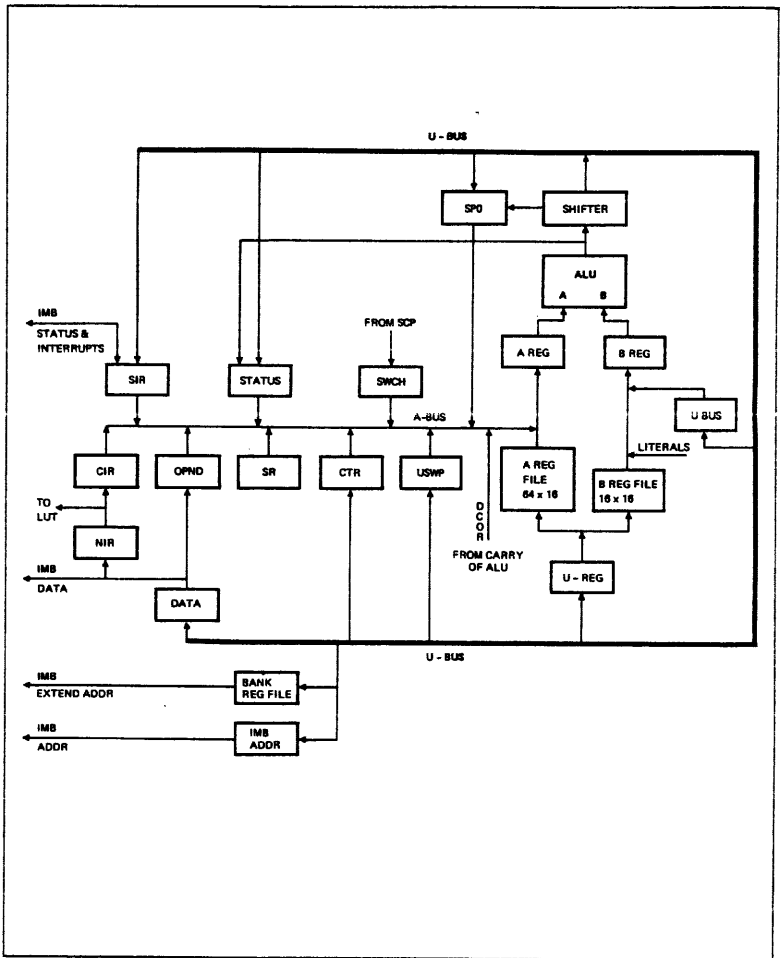 U - BUS
SPO
SHIFTER
ALU
A B
IMB
STATUS &
INTERRUPTS
FROM SCP
A REG
B REG
SIR
STATUS
SWCH
A-BUS
U BUS
LITERALS
CIR
OPND
SR
CTR
USWP
A REG
FILE
64 x 16
B REG FILE
16 x 16
TO
LUT
DCOR
FROM CARRY
OF ALU
NIR
U - REG
IMB
DATA
DATA
U - BUS
IMB
EXTEND ADDR
BANK
REG FILE
IMB
ADDR
IMB
ADDR